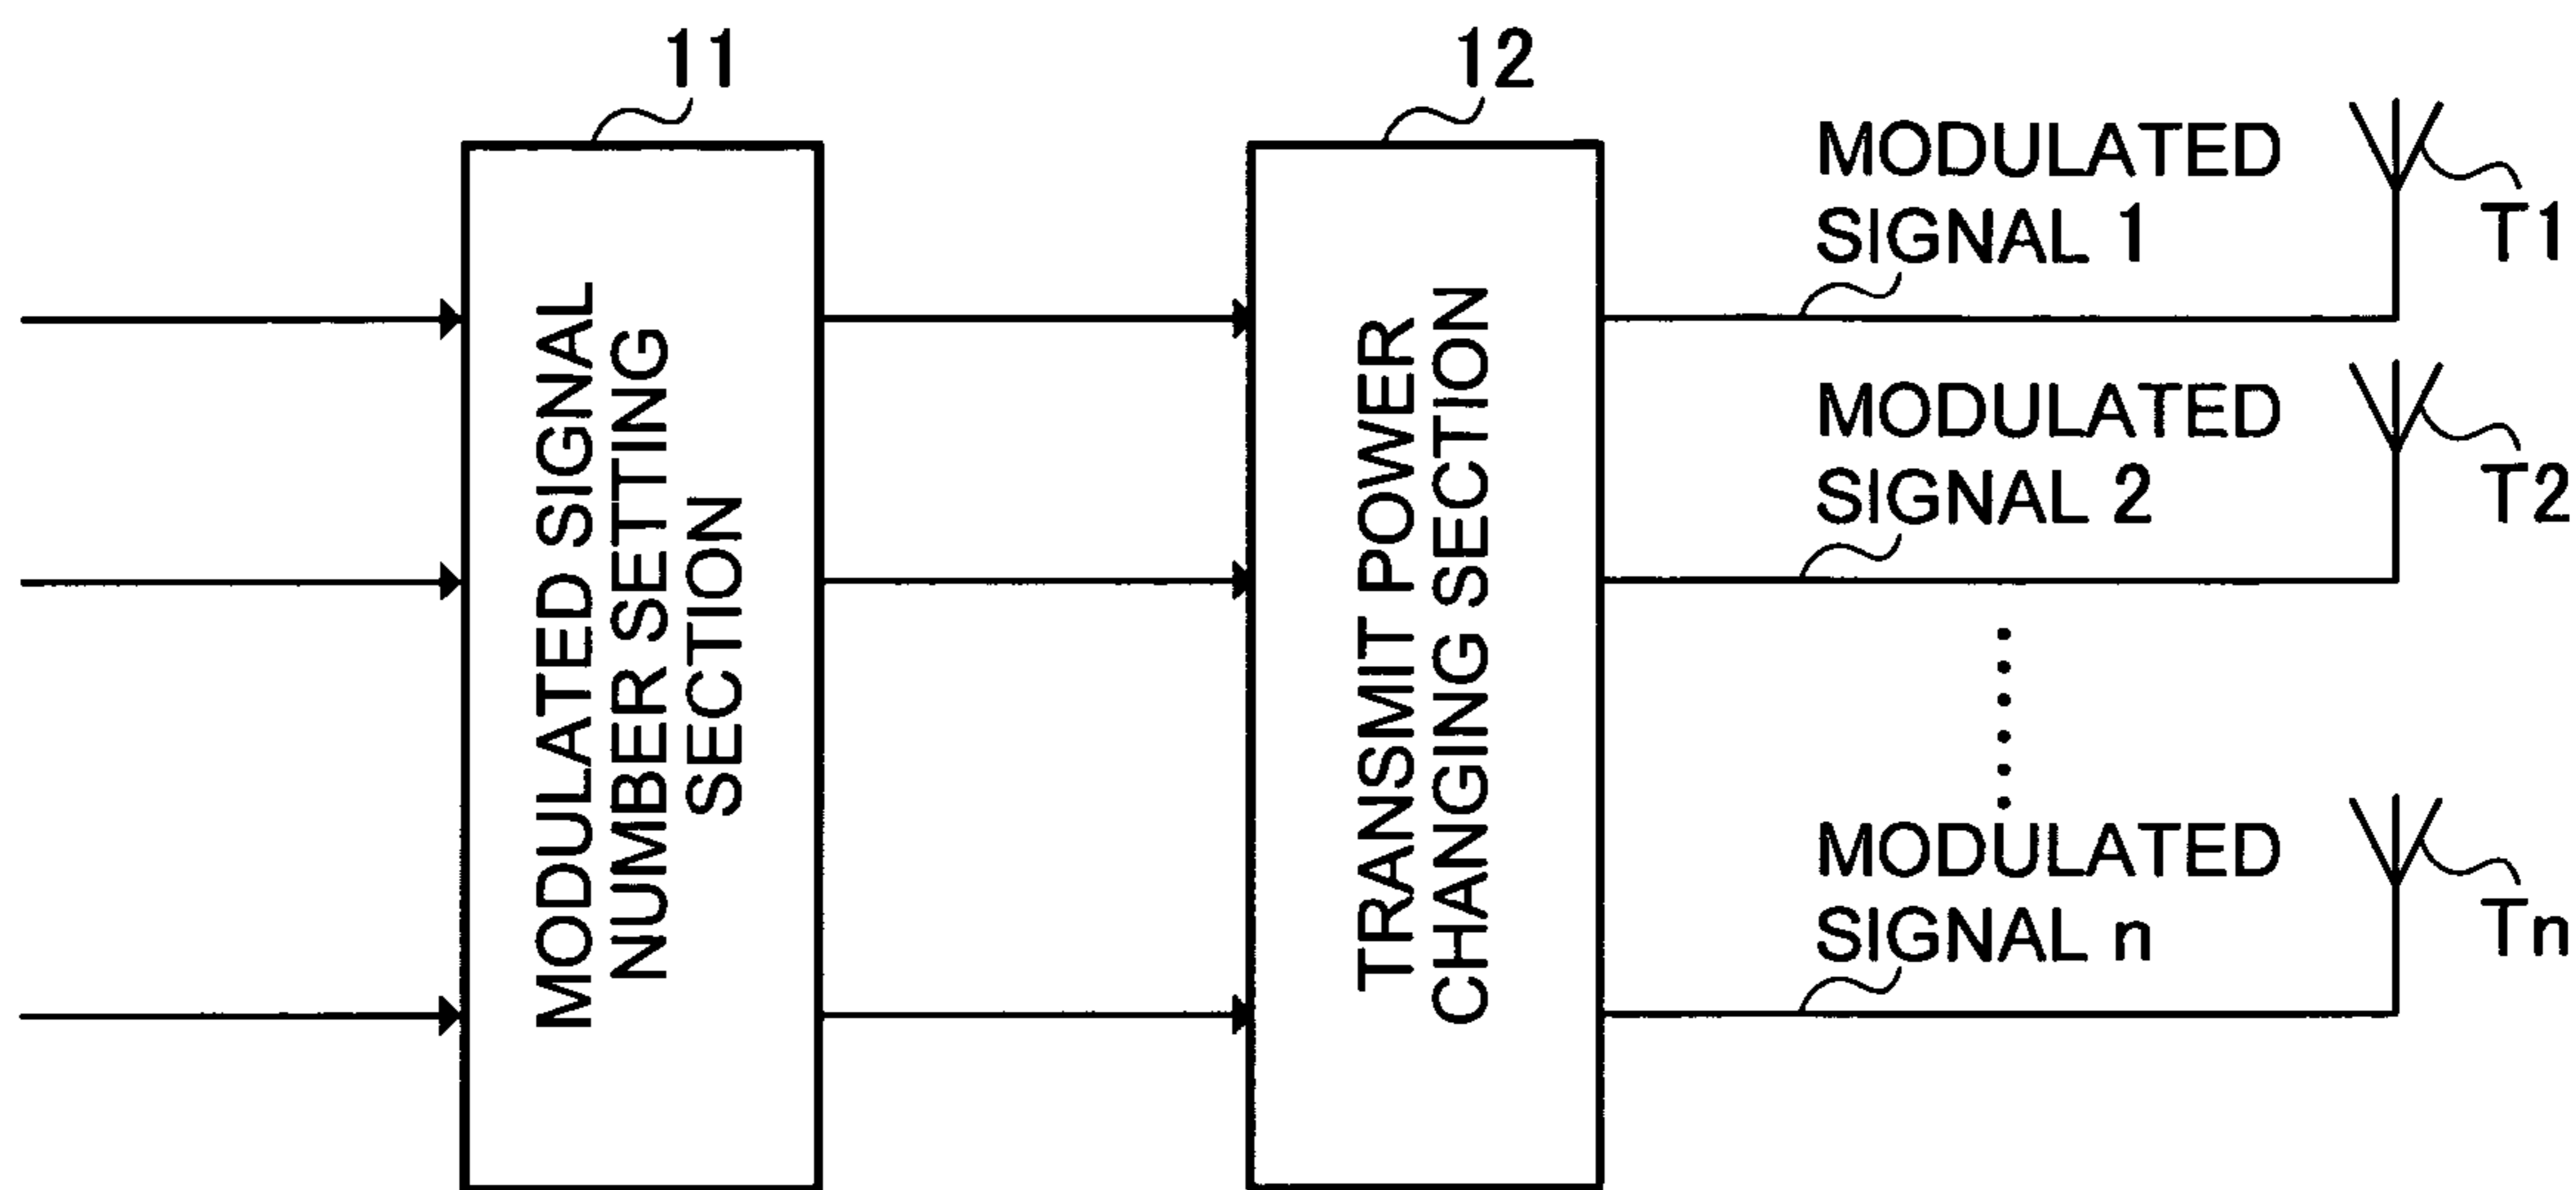 11
12
MODULATED SIGNAL
NUMBER SETTING
SECTION
TRANSMIT POWER
CHANGING SECTION
MODULATED
SIGNAL 1
T1
MODULATED
SIGNAL 2
T2
MODULATED
SIGNAL n
Tn